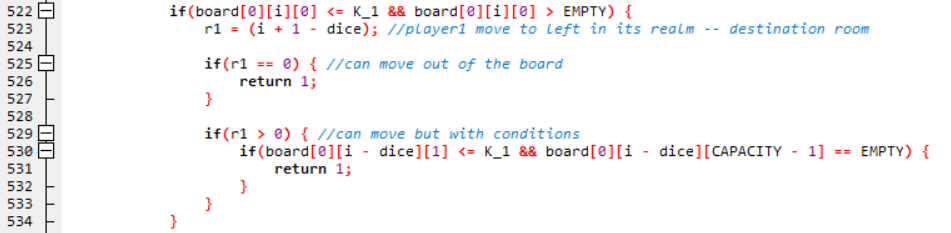 522 if(board[0][i][0] <= K_1 && board[0][i][0] > EMPTY) {
523 r1 = (i + 1 - dice); //player1 move to left in its realm -- destination room
524
525 if(r1 == 0) { //can move out of the board
526 return 1;
527 }
528
529 if(r1 > 0) { //can move but with conditions
530 if(board[0][i - dice][1] <= K_1 && board[0][i - dice][CAPACITY - 1] == EMPTY) {
531 return 1;
532 }
533 }
534 }